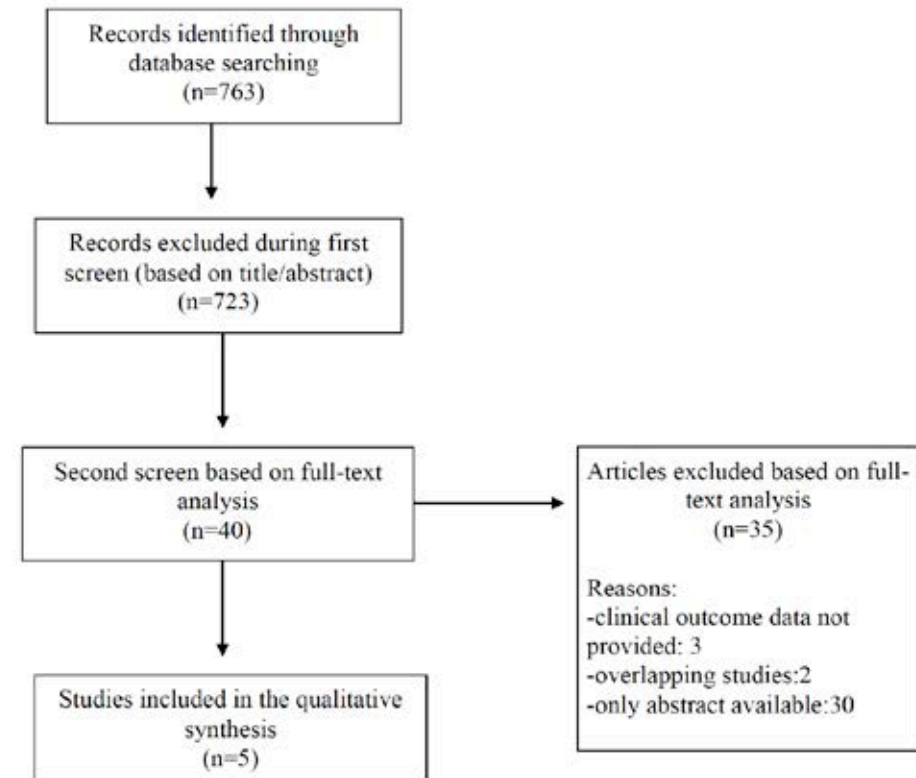 Records identified through
database searching
(n=763)
Records excluded during first
screen (based on title/abstract)
(n=723)
Second screen based on full-text
analysis
(n=40)
Articles excluded based on full-
text analysis
(n=35)
Reasons:
-clinical outcome data not
provided: 3
-overlapping studies:2
-only abstract available:30
Studies included in the qualitative
synthesis
(n=5)